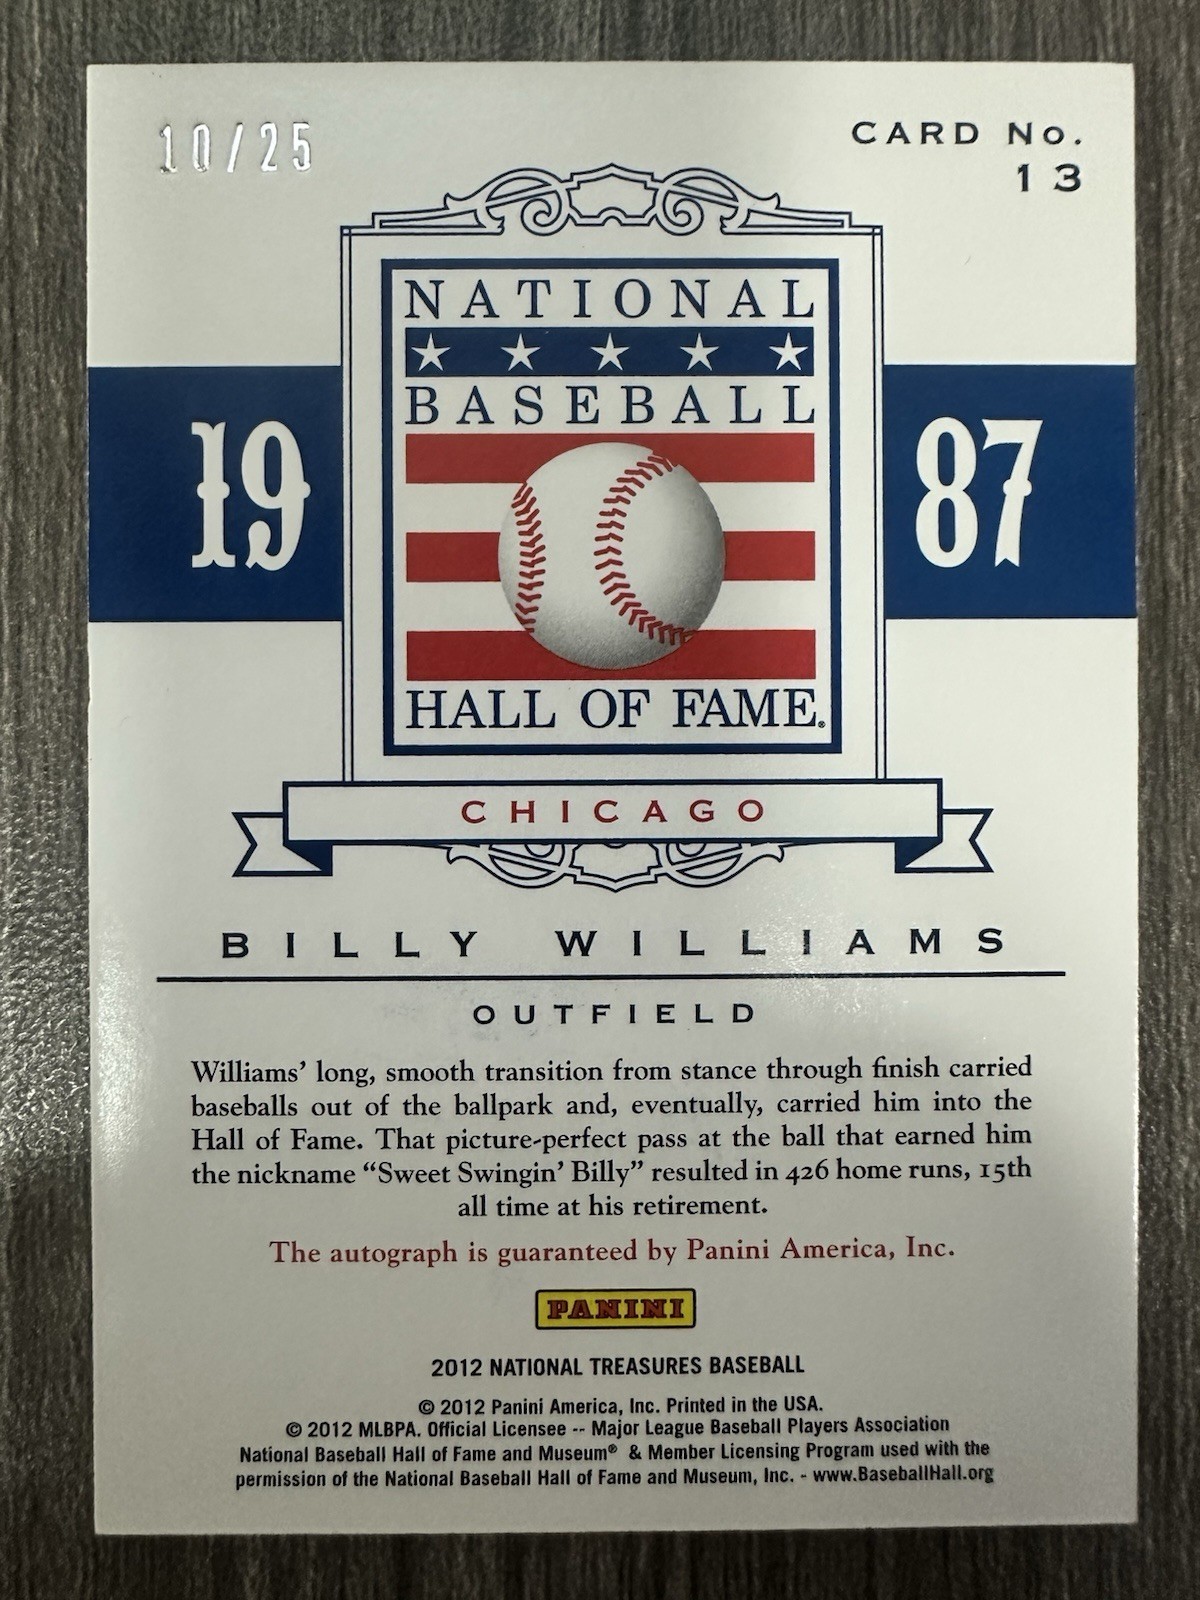 10/25
CARD No.
13
NATIONAL
BASEBALL
19
87
HALL OF FAME®
CHICAGO
BILLY WILLIAMS
OUTFIELD
Williams’ long, smooth transition from stance through finish carried
baseballs out of the ballpark and, eventually, carried him into the
Hall of Fame. That picture-perfect pass at the ball that earned him
the nickname “Sweet Swingin’ Billy” resulted in 426 home runs, 15th
all time at his retirement.
The autograph is guaranteed by Panini America, Inc.
PANINI
2012 NATIONAL TREASURES BASEBALL
© 2012 Panini America, Inc. Printed in the USA.
© 2012 MLBPA. Official Licensee -- Major League Baseball Players Association
National Baseball Hall of Fame and Museum® & Member Licensing Program used with the
permission of the National Baseball Hall of Fame and Museum, Inc. - www.BaseballHall.org